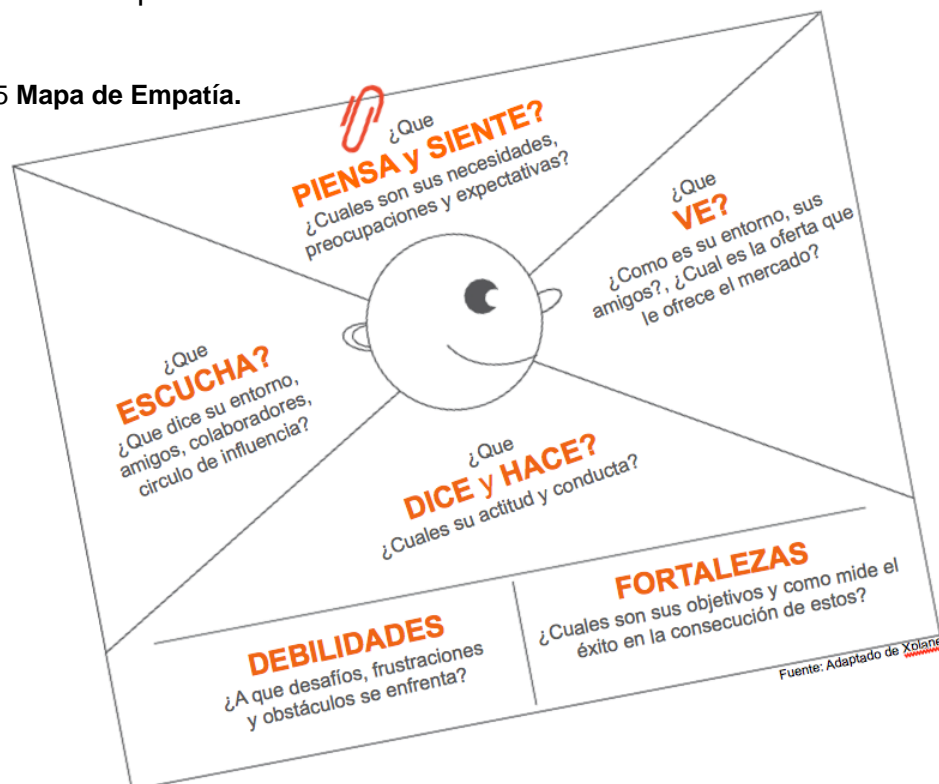 5 Mapa de Empatía.
¿Que
PIENSA y SIENTE?
¿Cuales son sus necesidades,
preocupaciones y expectativas?
¿Que
VE?
¿Como es su entorno, sus
amigos?, ¿Cual es la oferta que
le ofrece el mercado?
¿Que
ESCUCHA?
¿Que dice su entorno,
amigos, colaboradores,
circulo de influencia?
¿Que
DICE y HACE?
¿Cuales su actitud y conducta?
DEBILIDADES
¿A que desafíos, frustraciones
y obstáculos se enfrenta?
FORTALEZAS
¿Cuales son sus objetivos y como mide el
éxito en la consecución de estos?
Fuente: Adaptado de Xplane